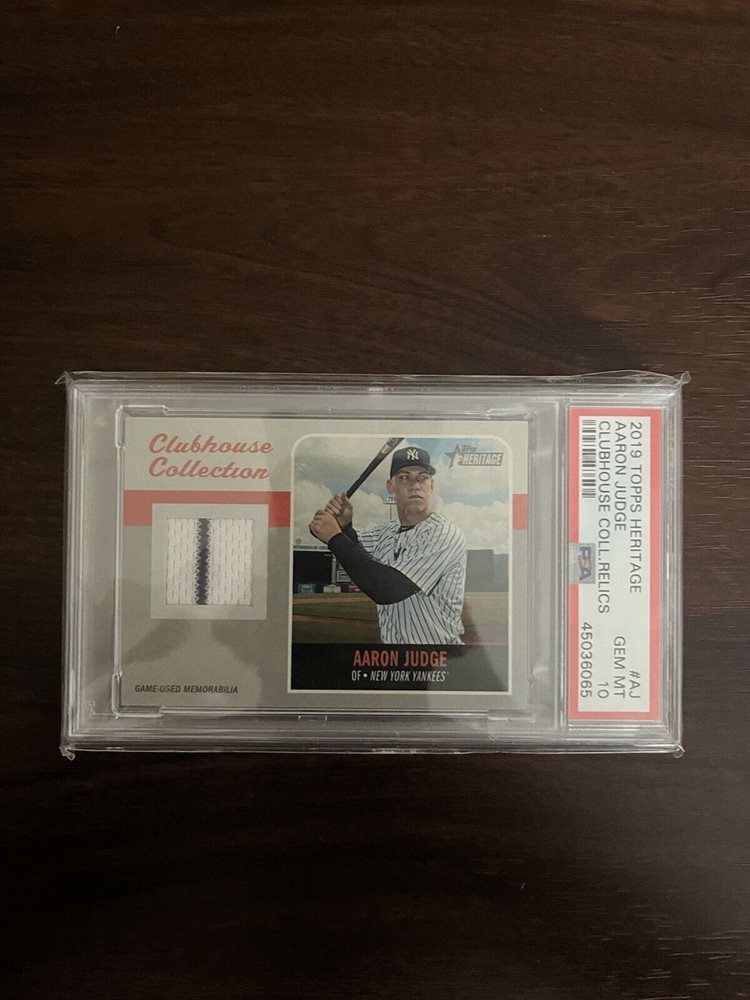 Clubhouse
Collection
GAME-USED MEMORABILIA
NY
Topps
HERITAGE
AARON JUDGE
OF • NEW YORK YANKEES
2019 TOPPS HERITAGE
#AJ
AARON JUDGE
GEM MT
CLUBHOUSE COLL.RELICS
10
PSA
45036065